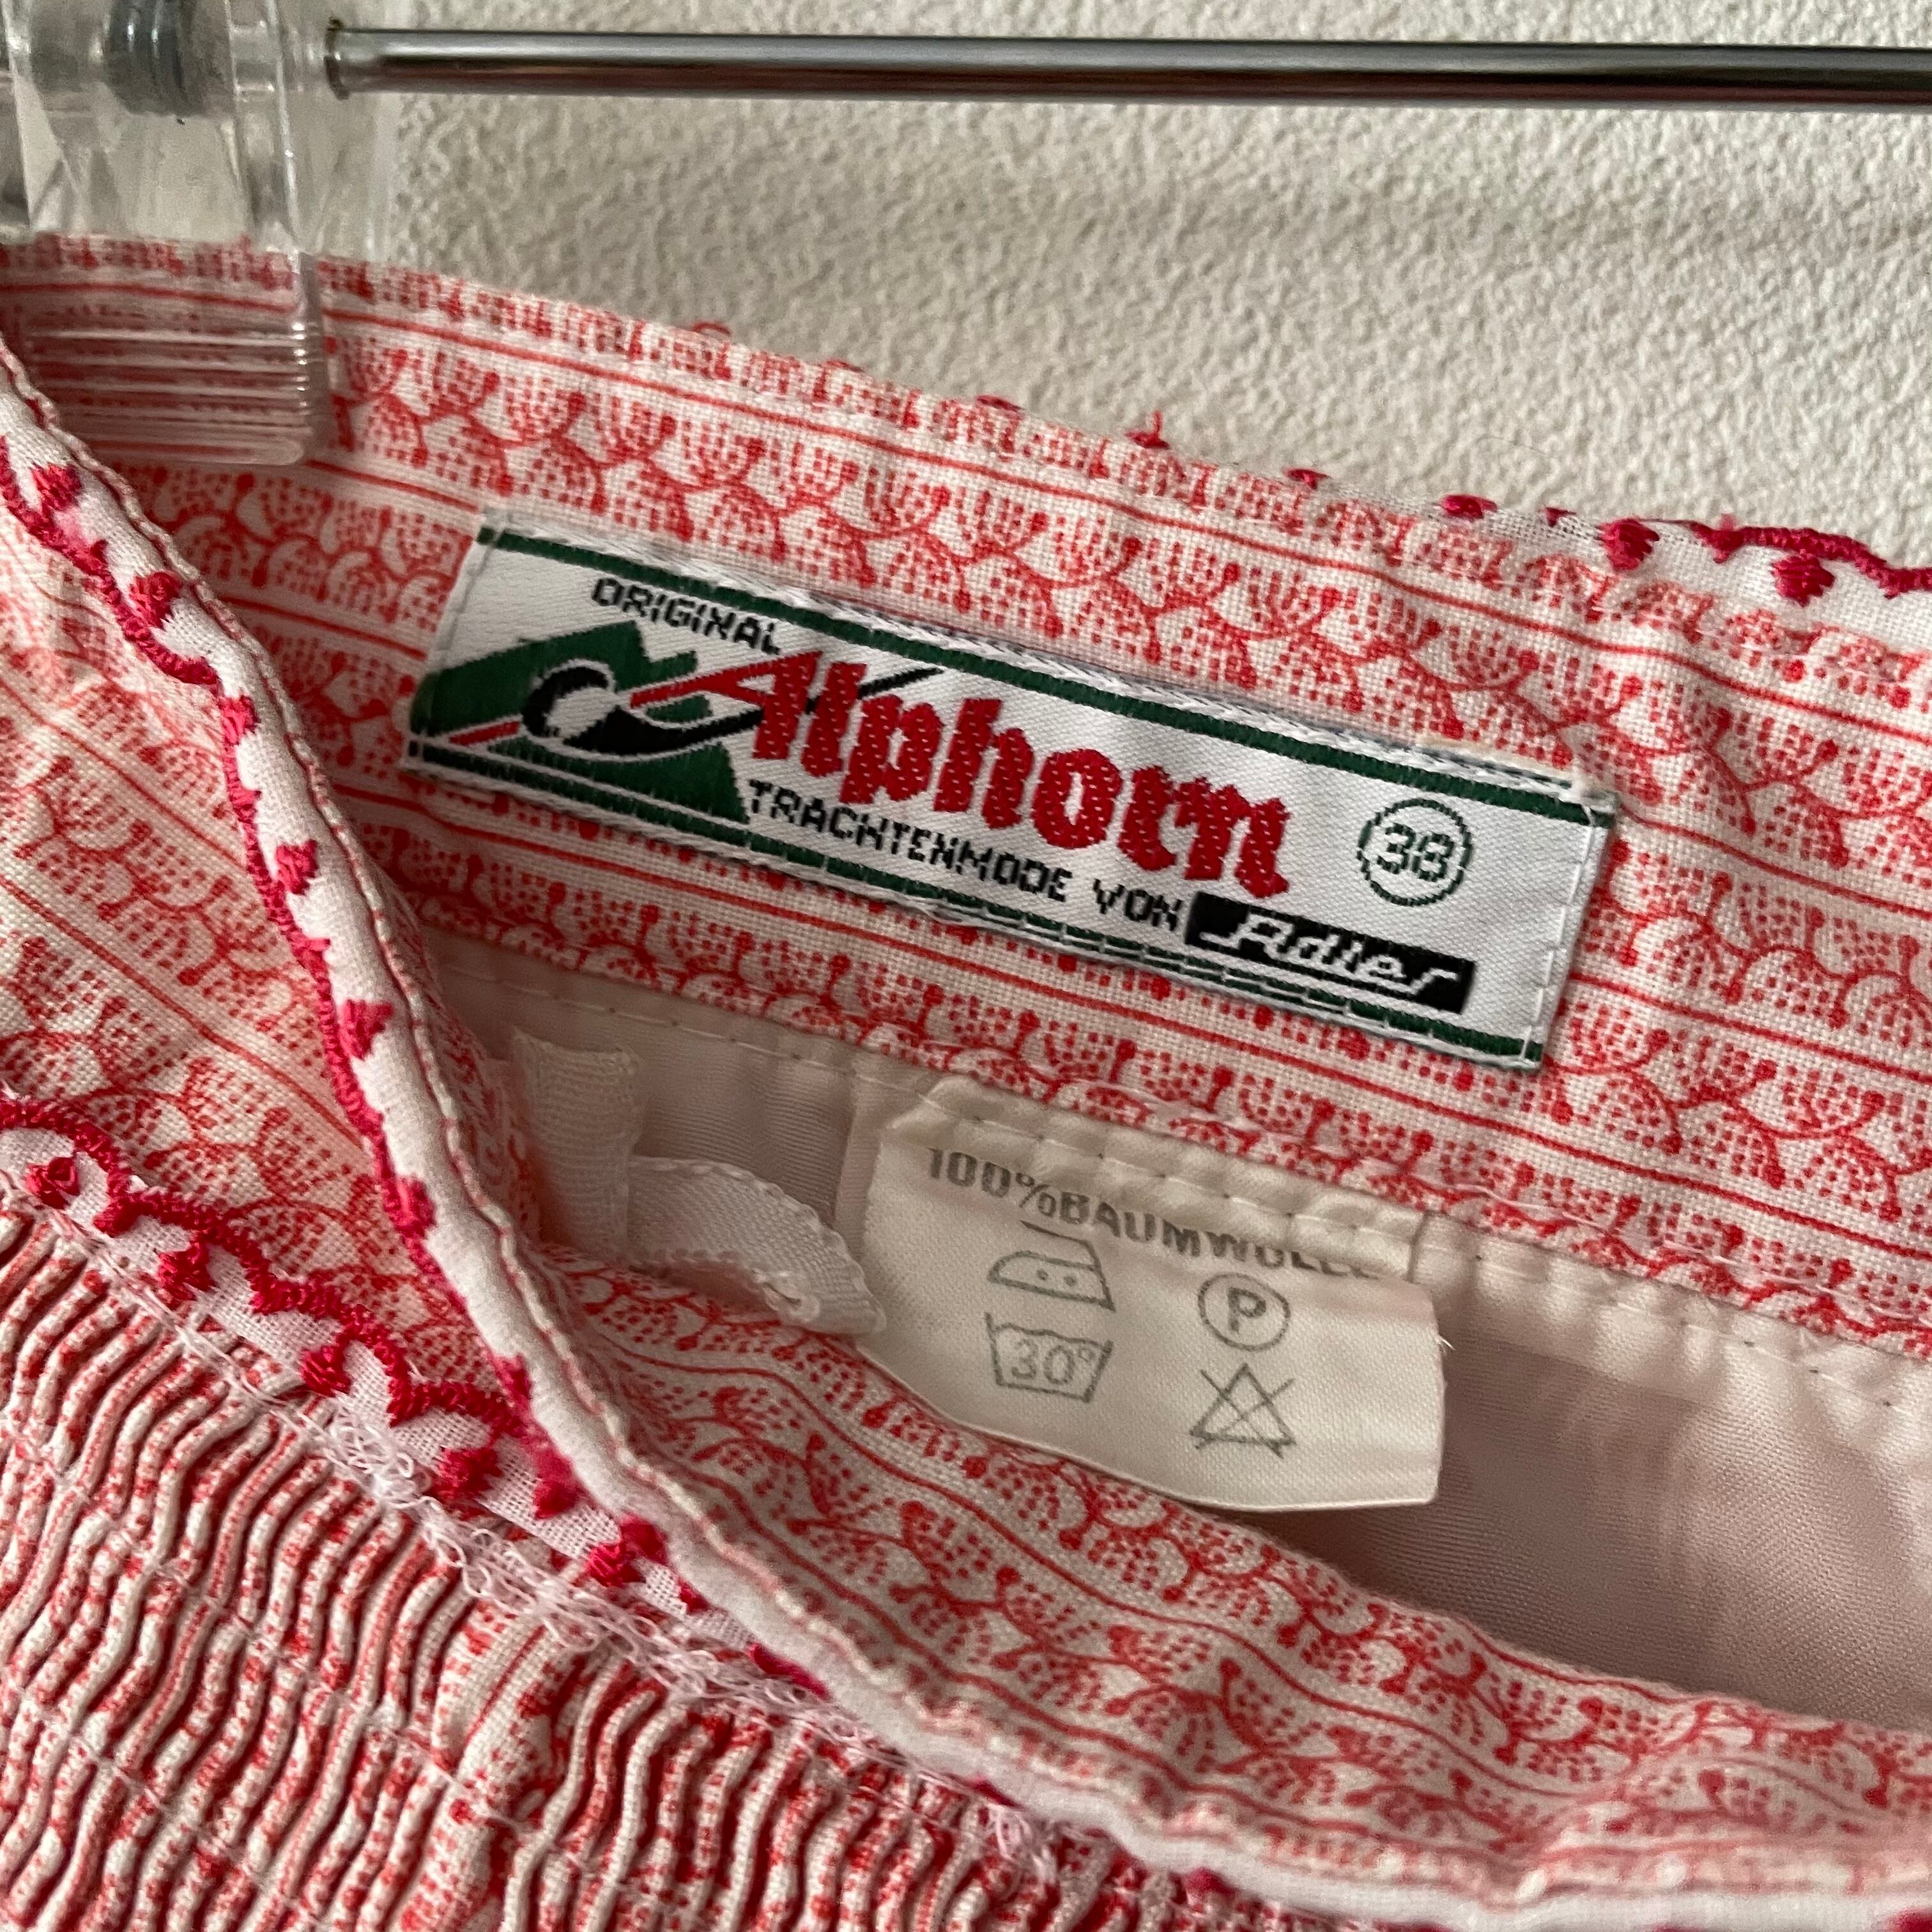 ORIGINAL
Alphorn
38
TRACHTENMODE VON Adler
100%BAUMWOLLE
P
30°